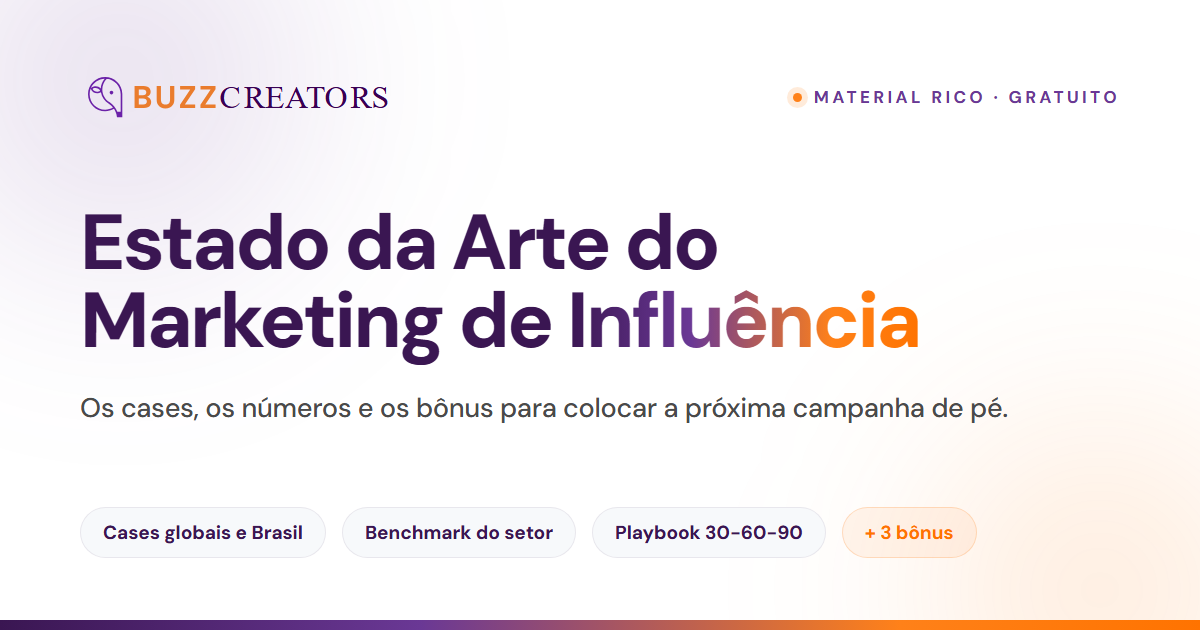 BUZZCREATORS
MATERIAL RICO · GRATUITO
Estado da Arte do
Marketing de Influência
Os cases, os números e os bônus para colocar a próxima campanha de pé.
Cases globais e Brasil
Benchmark do setor
Playbook 30-60-90
+ 3 bônus